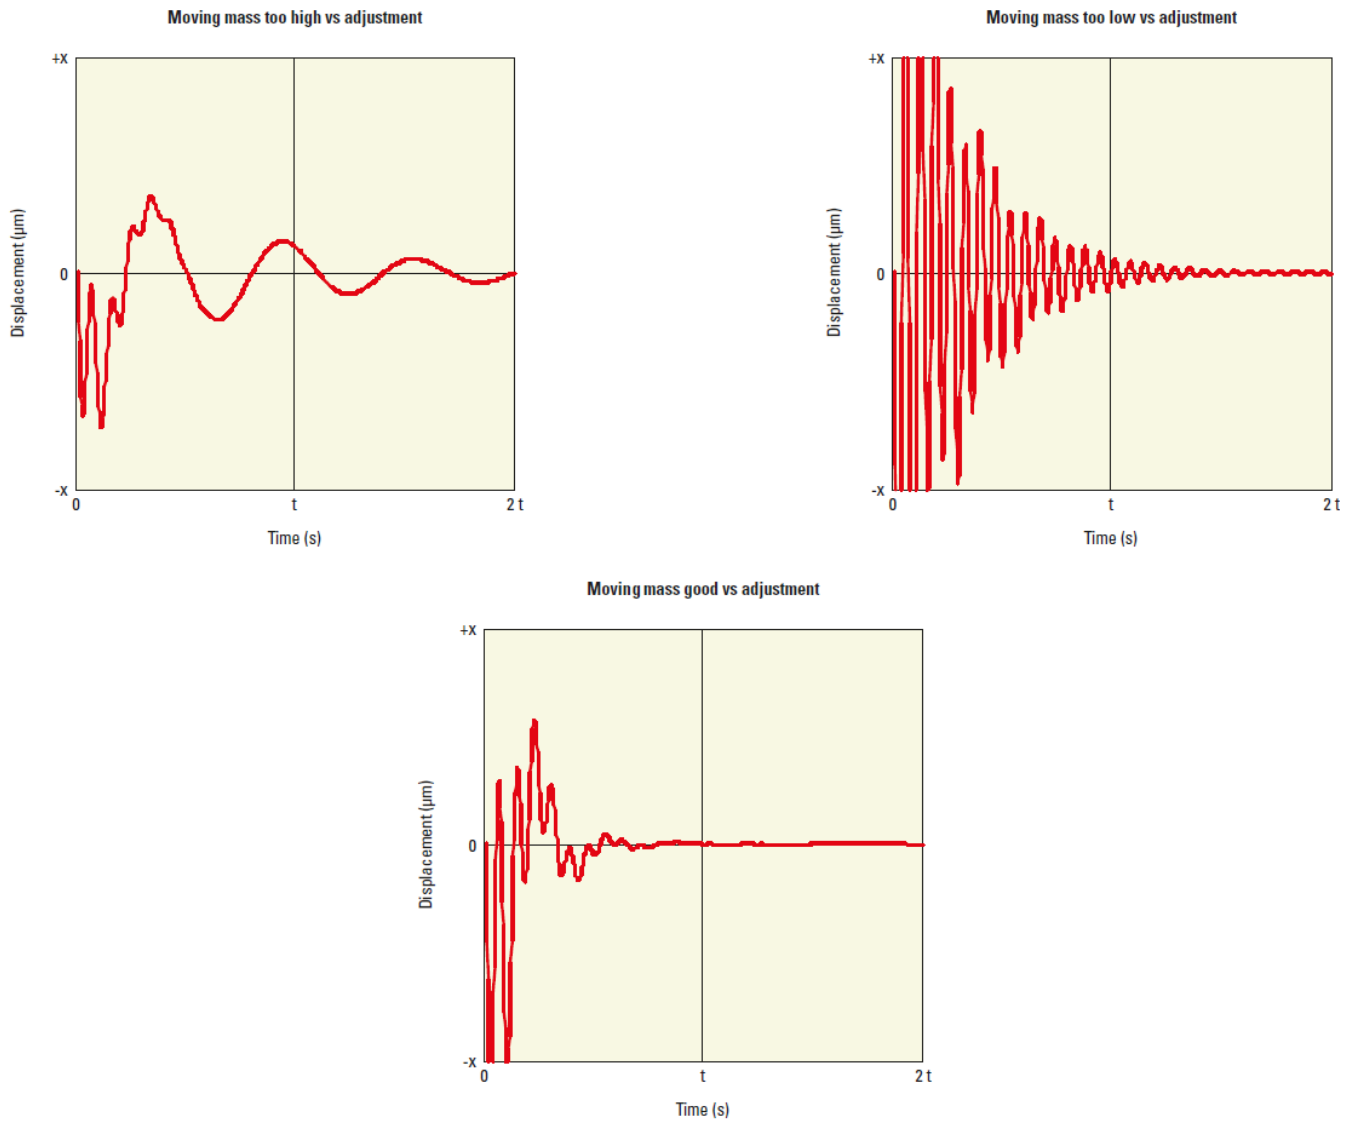 Moving mass too high vs adjustment
+x
Displacement (µm)
0
-x
0 t 2 t
Time (s)
Moving mass too low vs adjustment
+x
Displacement (µm)
0
-x
0 t 2 t
Time (s)
Moving mass good vs adjustment
+x
Displacement (µm)
0
-x
0 t 2 t
Time (s)